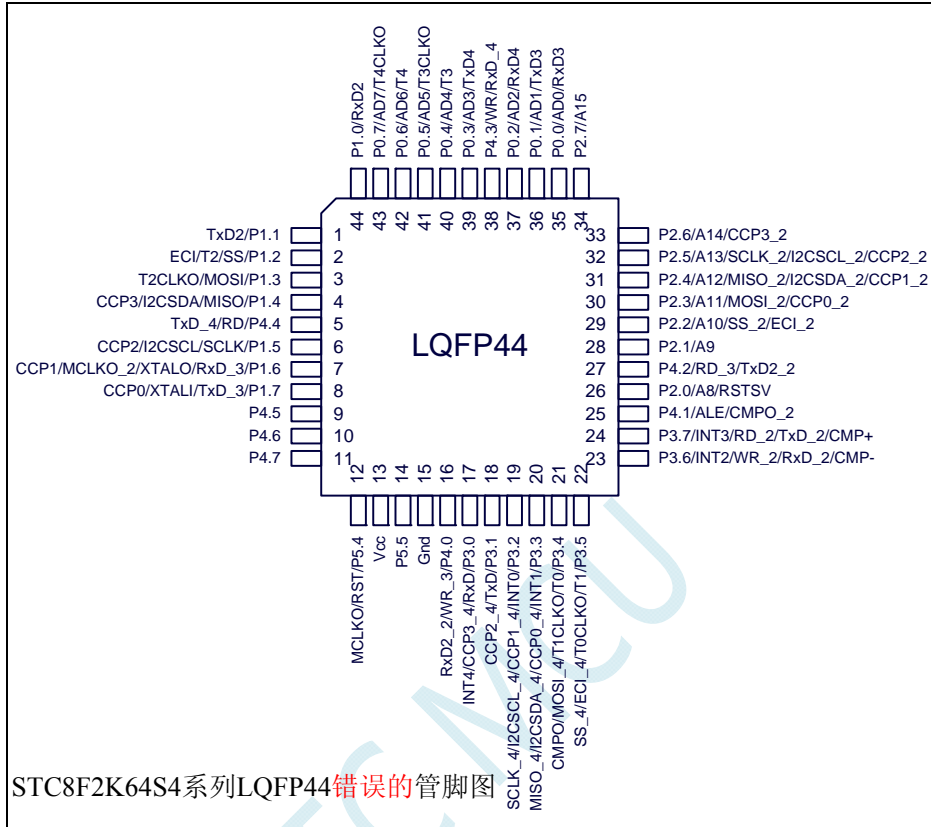 P1.0/RxD2
P0.7/AD7/T4CLKO
P0.6/AD6/T4
P0.5/AD5/T3CLKO
P0.4/AD4/T3
P0.3/AD3/TxD4
P4.3/WR/RxD_4
P0.2/AD2/RxD4
P0.1/AD1/TxD3
P0.0/AD0/RxD3
P2.7/A15
44
43
42
41
40
39
38
37
36
35
34
TxD2/P1.1
1
ECI/T2/SS/P1.2
2
T2CLKO/MOSI/P1.3
3
CCP3/I2CSDA/MISO/P1.4
4
TxD_4/RD/P4.4
5
CCP2/I2CSCL/SCLK/P1.5
6
CCP1/MCLKO_2/XTALO/RxD_3/P1.6
7
CCP0/XTALI/TxD_3/P1.7
8
P4.5
9
P4.6
10
P4.7
11
LQFP44
33
P2.6/A14/CCP3_2
32
P2.5/A13/SCLK_2/I2CSCL_2/CCP2_2
31
P2.4/A12/MISO_2/I2CSDA_2/CCP1_2
30
P2.3/A11/MOSI_2/CCP0_2
29
P2.2/A10/SS_2/ECI_2
28
P2.1/A9
27
P4.2/RD_3/TxD2_2
26
P2.0/A8/RSTSV
25
P4.1/ALE/CMPO_2
24
P3.7/INT3/RD_2/TxD_2/CMP+
23
P3.6/INT2/WR_2/RxD_2/CMP-
12
13
14
15
16
17
18
19
20
21
22
MCLKO/RST/P5.4
Vcc
P5.5
Gnd
RxD2_2/WR_3/P4.0
INT4/CCP3_4/RxD/P3.0
CCP2_4/TxD/P3.1
SCLK_4/I2CSCL_4/CCP1_4/INT0/P3.2
MISO_4/I2CSDA_4/CCP0_4/INT1/P3.3
CMPO/MOSI_4/T1CLKO/T0/P3.4
SS_4/ECI_4/T0CLKO/T1/P3.5
STC8F2K64S4系列LQFP44错误的管脚图